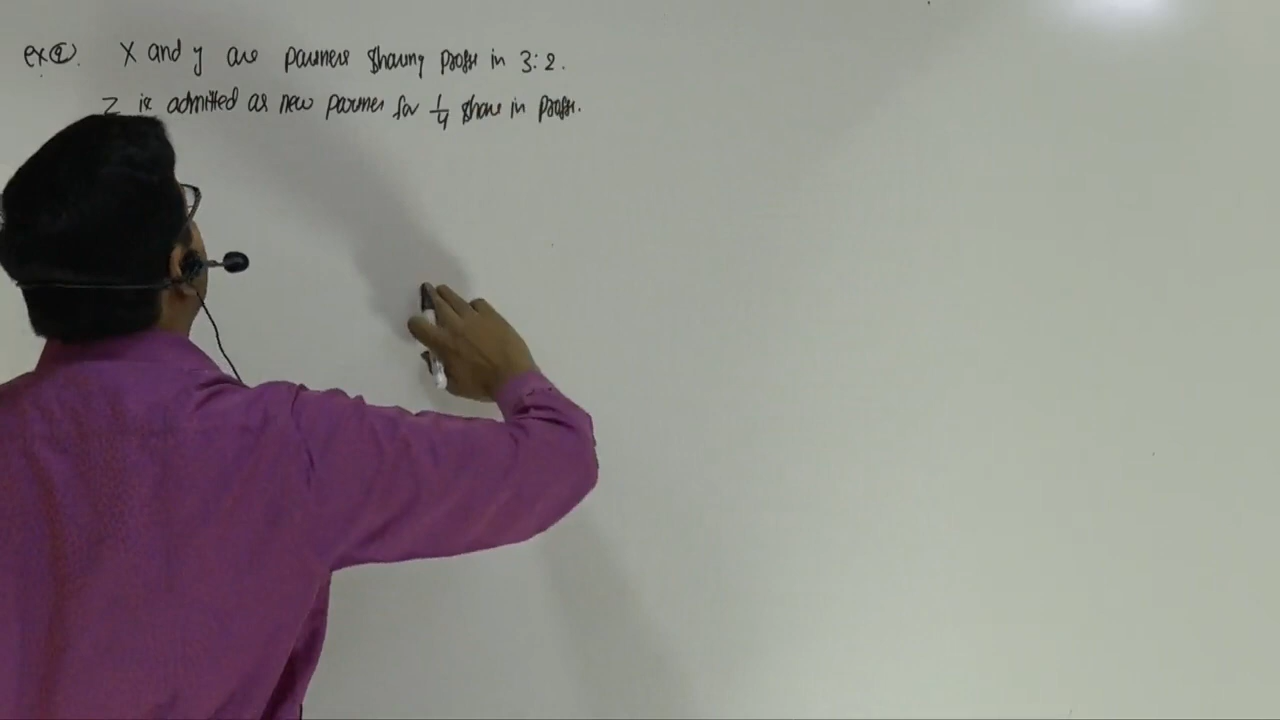 ex①. X and y are partners sharing profit in 3:2.
Z is admitted as new partner for 1/4 share in profit.